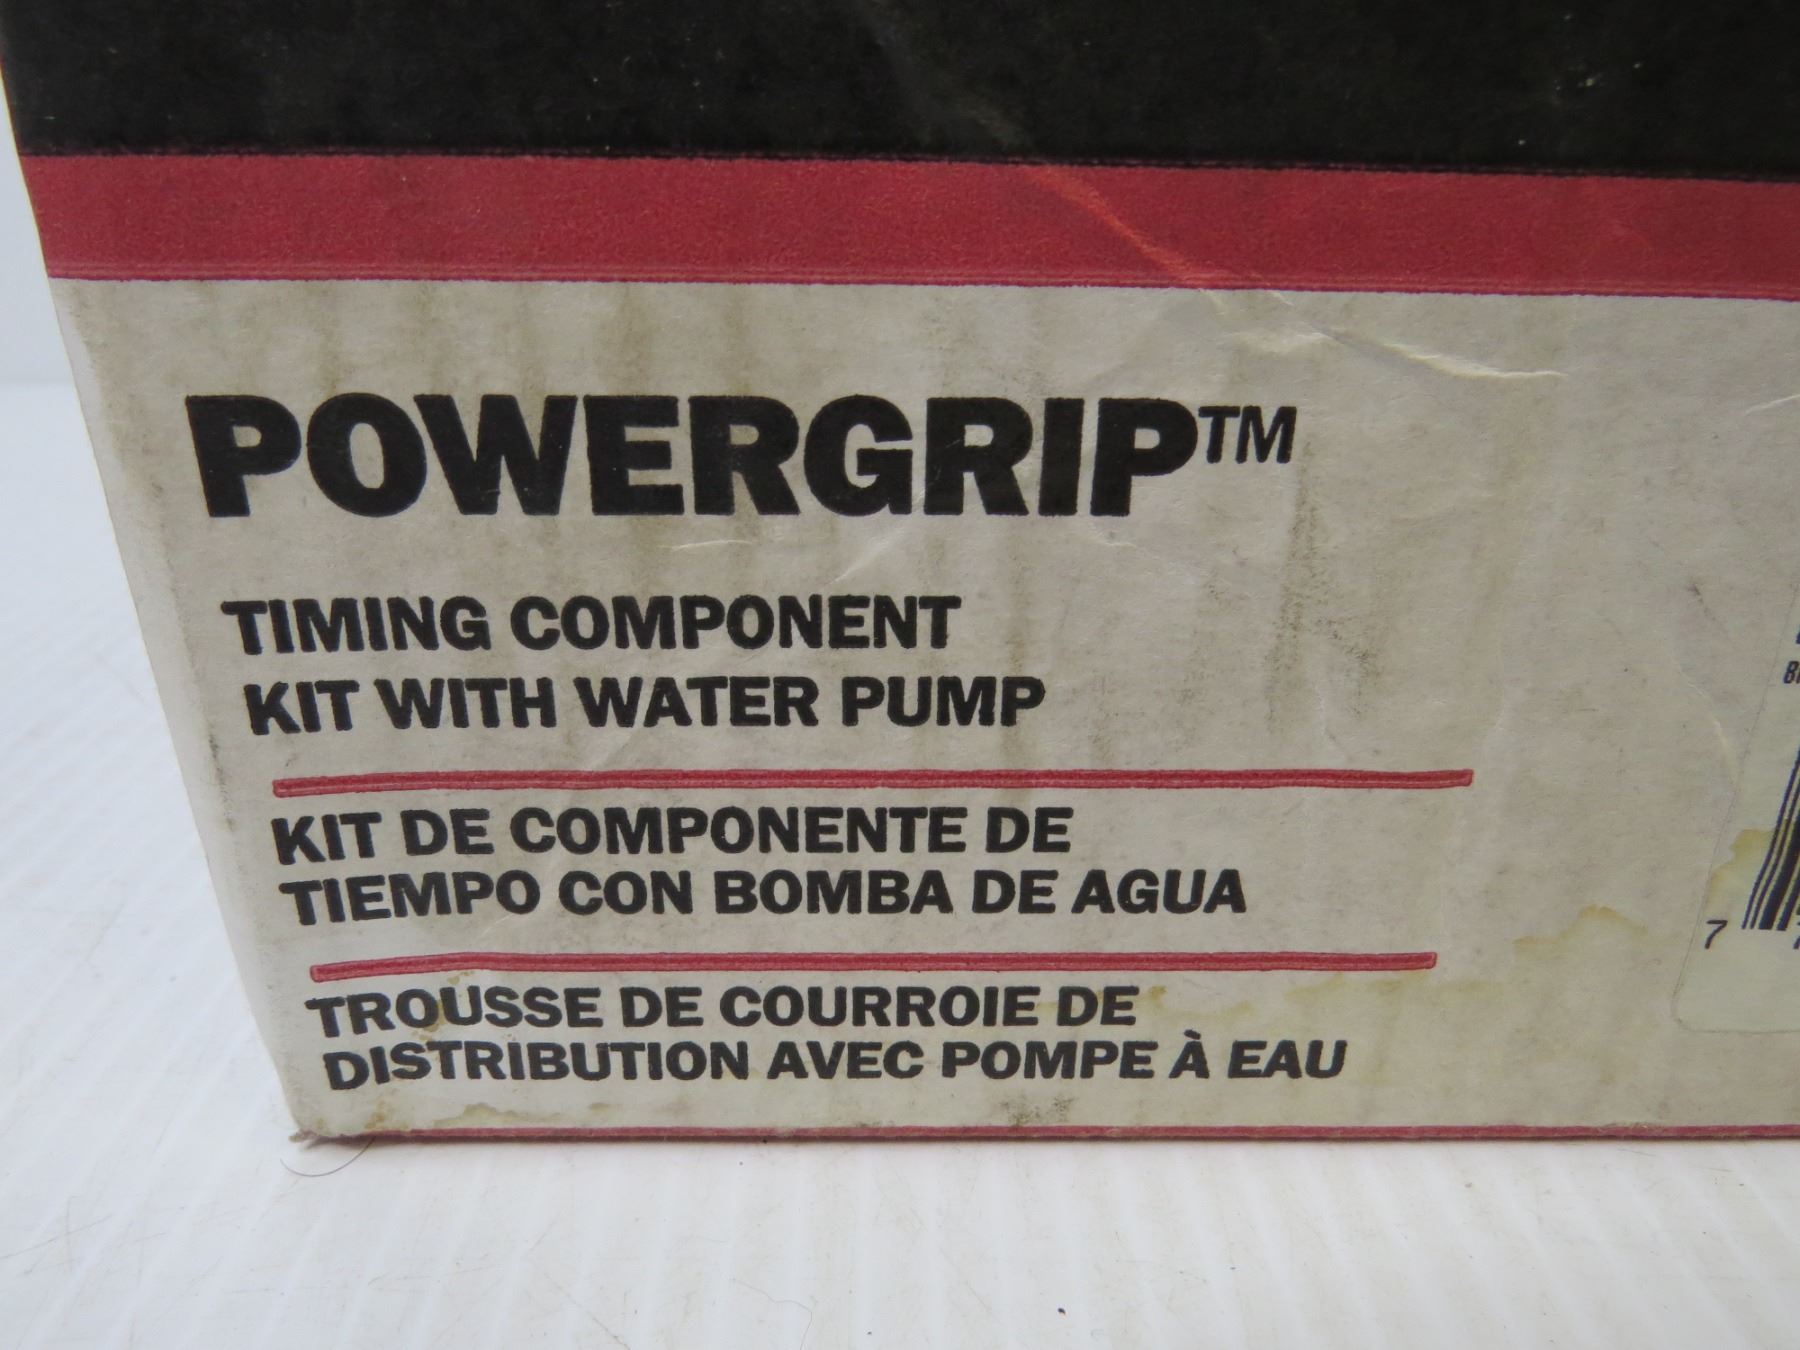 POWERGRIP™
TIMING COMPONENT
KIT WITH WATER PUMP
KIT DE COMPONENTE DE
TIEMPO CON BOMBA DE AGUA
TROUSSE DE COURROIE DE
DISTRIBUTION AVEC POMPE À EAU
7